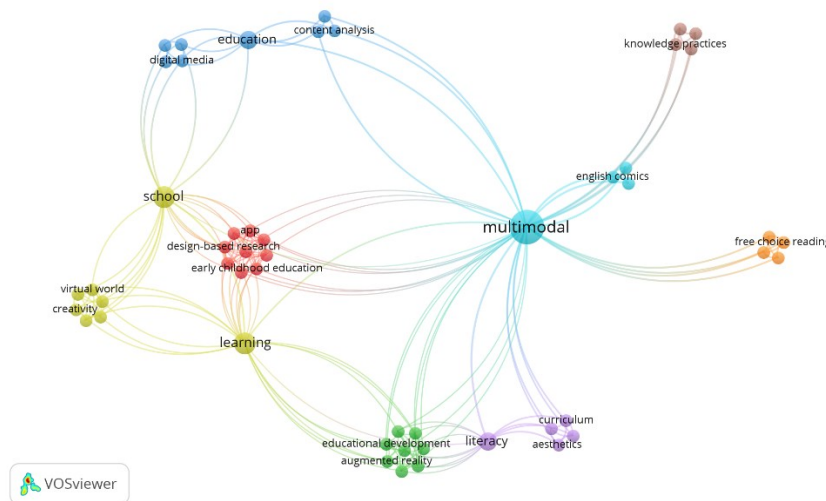 content analysis
education
knowledge practices
digital media
english comics
school
multimodal
app
free choice reading
design-based research
early childhood education
virtual world
creativity
learning
curriculum
educational development
literacy
aesthetics
augmented reality
VOSviewer